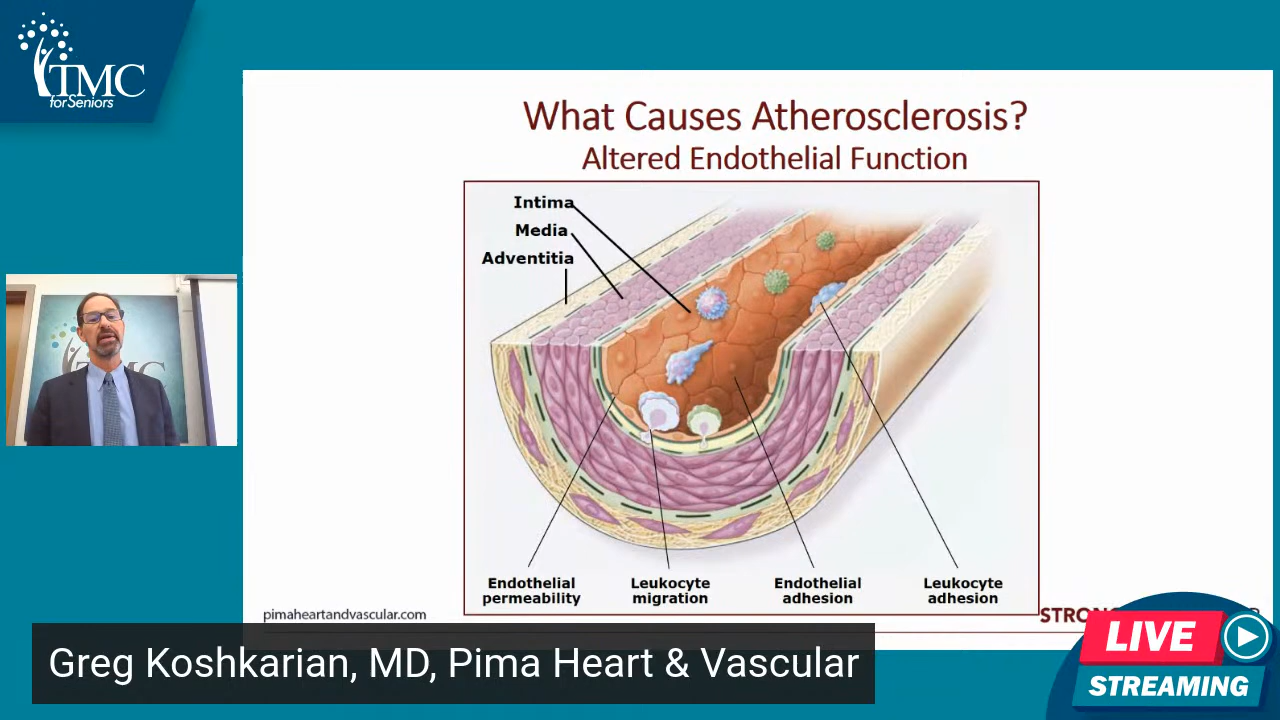 TMC
for Seniors
What Causes Atherosclerosis?
Altered Endothelial Function
Intima
Media
Adventitia
Endothelial
permeability
Leukocyte
migration
Endothelial
adhesion
Leukocyte
adhesion
pimaheartandvascular.com
Greg Koshkarian, MD, Pima Heart & Vascular
LIVE
STREAMING